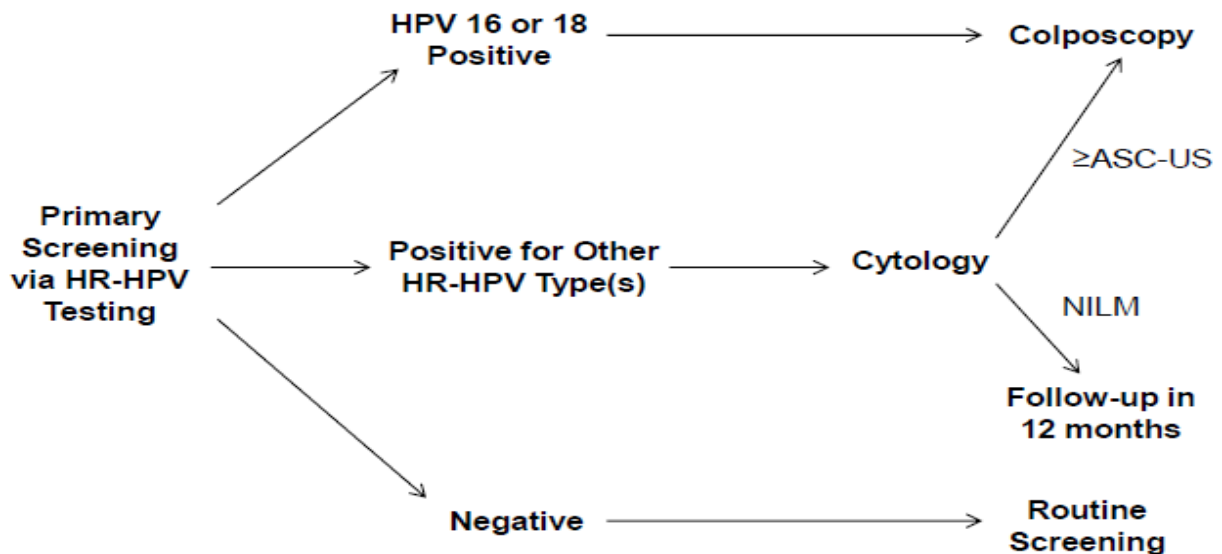 HPV 16 or 18
Positive
Colposcopy
≥ASC-US
Primary
Screening
via HR-HPV
Testing
Positive for Other
HR-HPV Type(s)
Cytology
NILM
Follow-up in
12 months
Negative
Routine
Screening